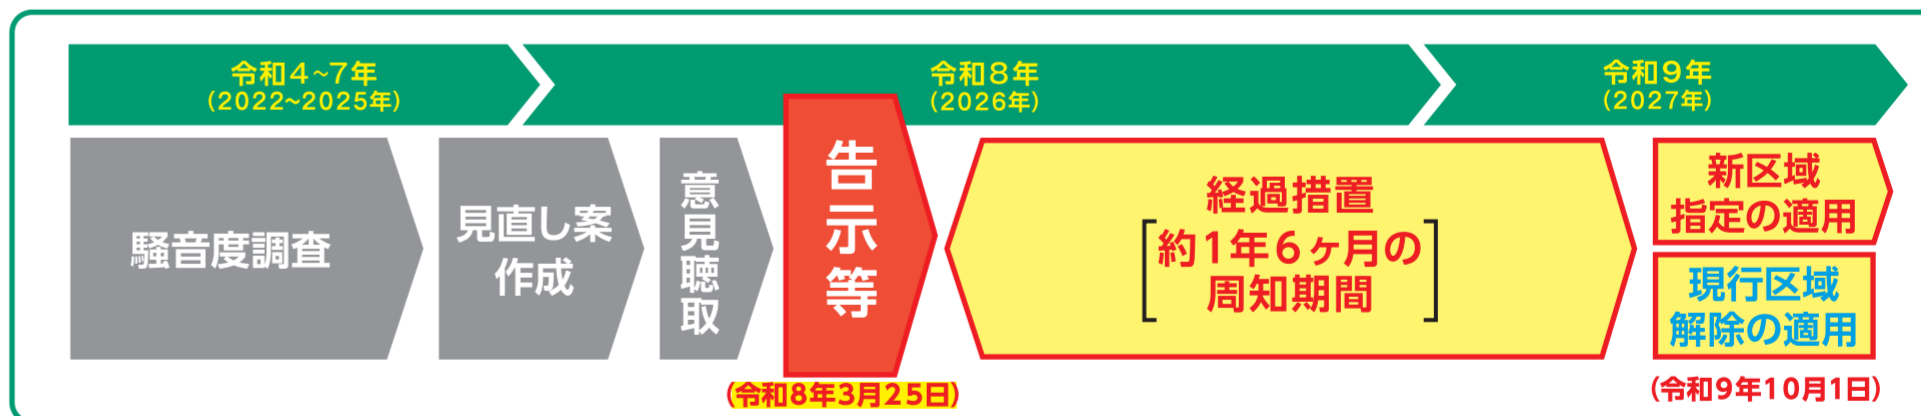 令和4~7年
(2022~2025年)
令和8年
(2026年)
令和9年
(2027年)
騒音度調査
見直し案
作成
意見聴取
告示等
(令和8年3月25日)
経過措置
[約1年6ヶ月の
周知期間]
新区域
指定の適用
現行区域
解除の適用
(令和9年10月1日)